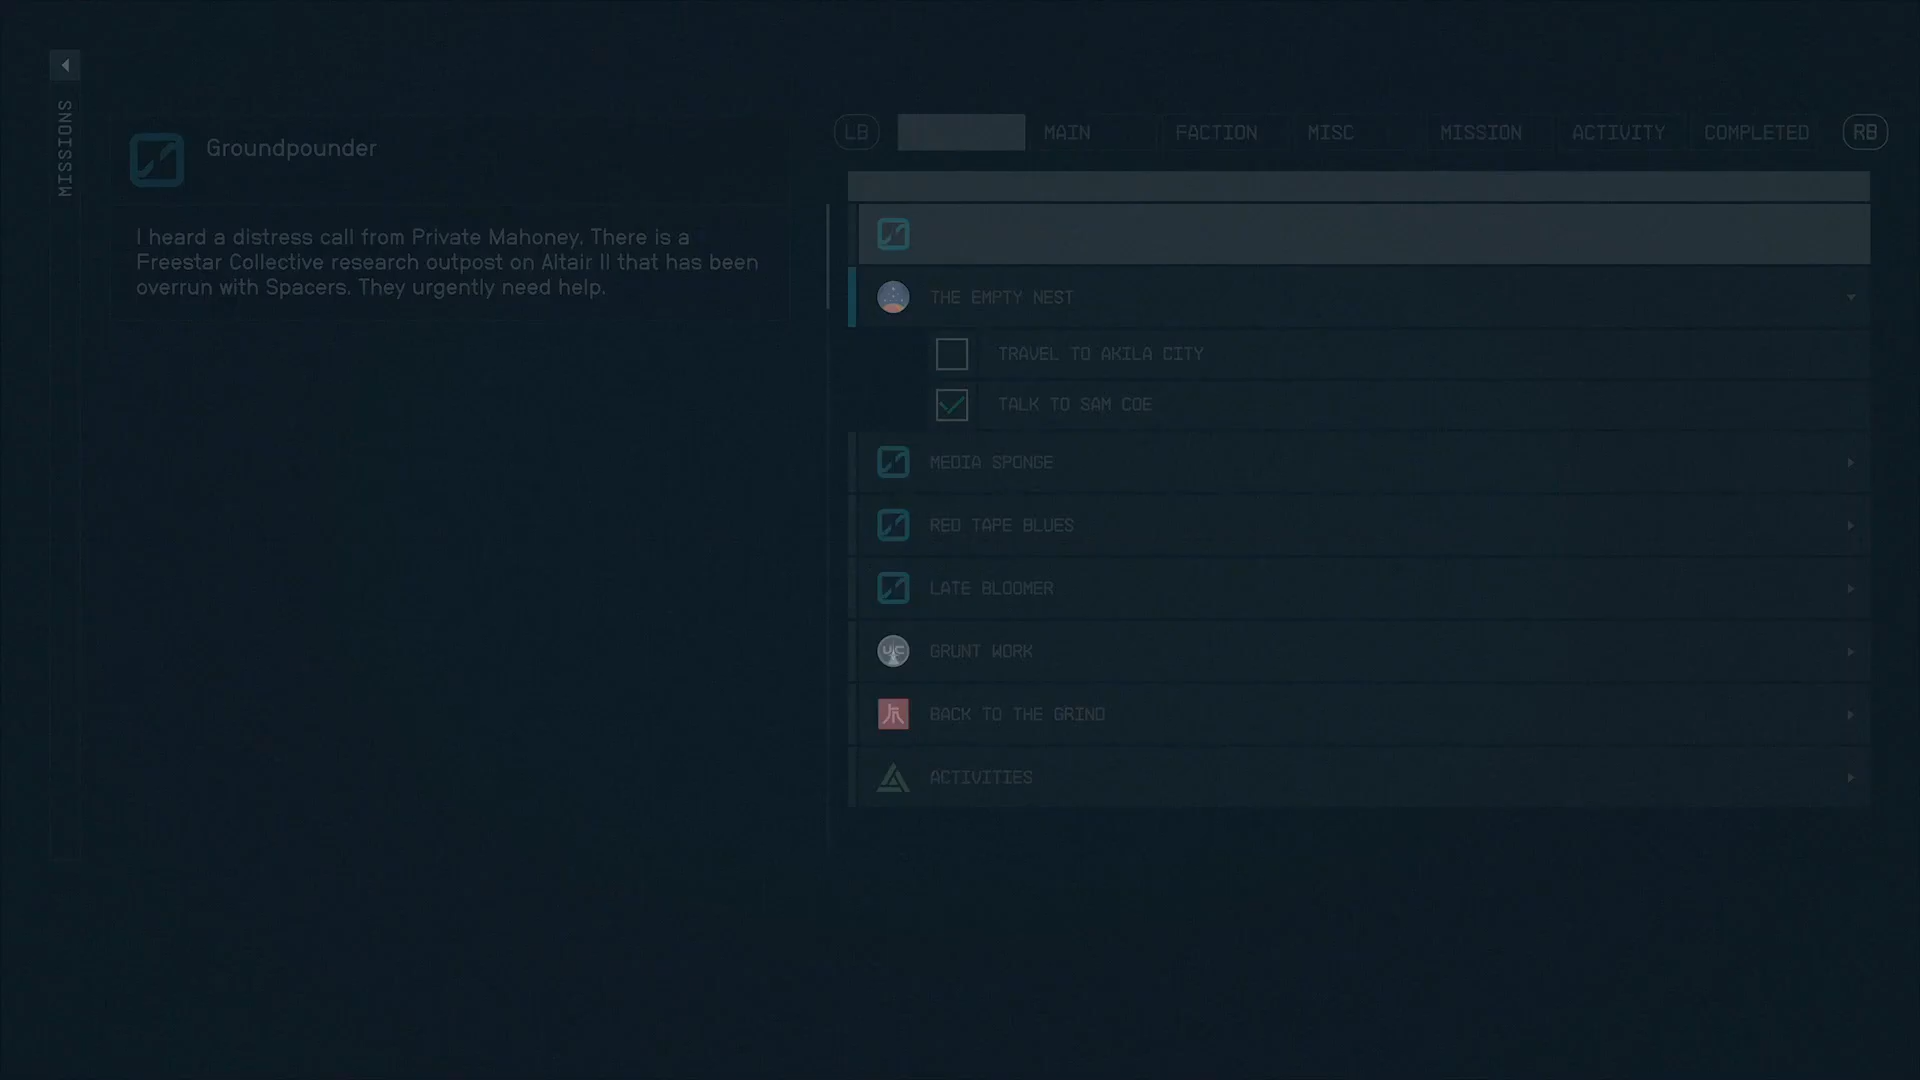 MISSIONS
Groundpounder
I heard a distress call from Private Mahoney. There is a
Freestar Collective research outpost on Altair II that has been
overrun with Spacers. They urgently need help.
LB MAIN FACTION MISC MISSION ACTIVITY COMPLETED RB
THE EMPTY NEST
TRAVEL TO AKILA CITY
TALK TO SAM COE
MEDIA SPONGE
RED TAPE BLUES
LATE BLOOMER
UC GRUNT WORK
BACK TO THE GRIND
ACTIVITIES